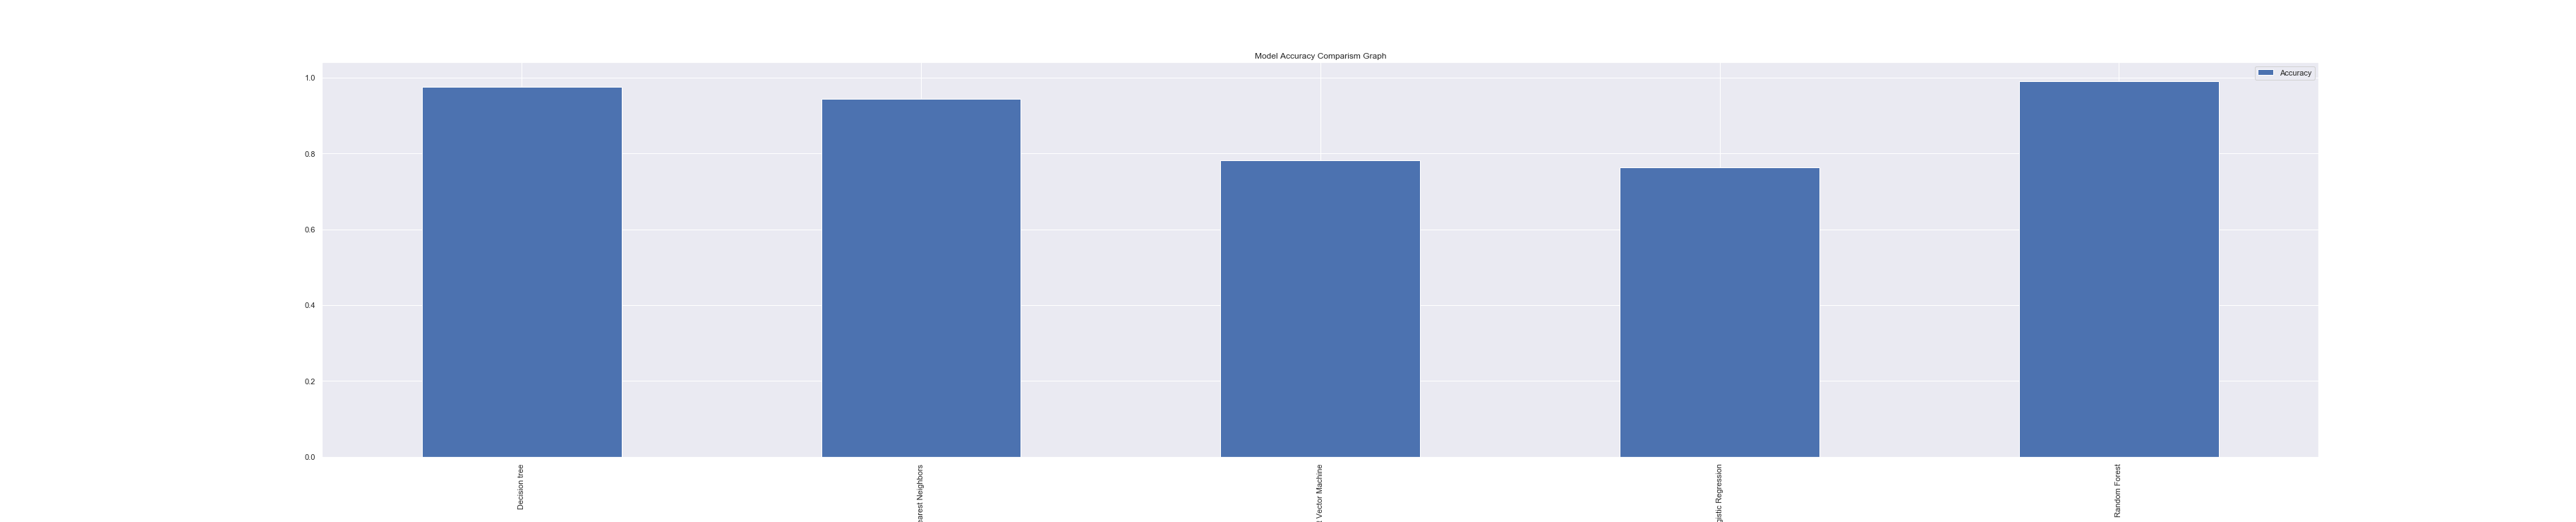 Model Accuracy Comparism Graph
Accuracy
1.0
0.8
0.6
0.4
0.2
0.0
Decision tree
earest Neighbors
Vector Machine
gistic Regression
Random Forest